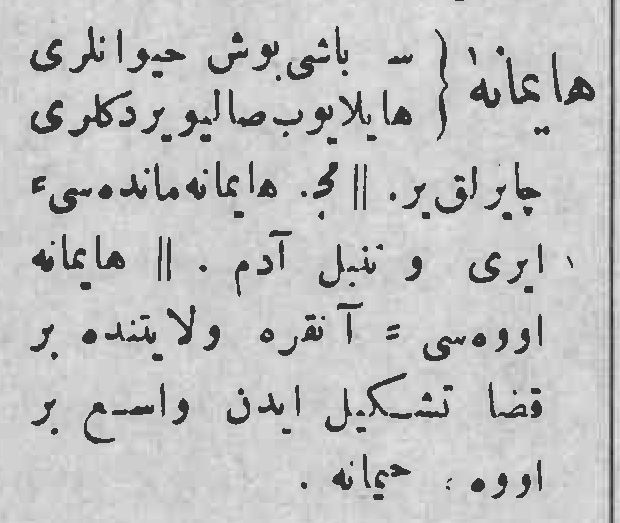 هایمانه { ـ باشی بوش حیوانلری
هایلایوب صالیویردکلری
چایرلق یر. || مج. هایمانه مانده سی=
ایری و تنبل آدم . || هایمانه
اووه سی = آنقره ولایتنده بر
قضا تشکیل ایدن واسع بر
اووه : حیمانه .